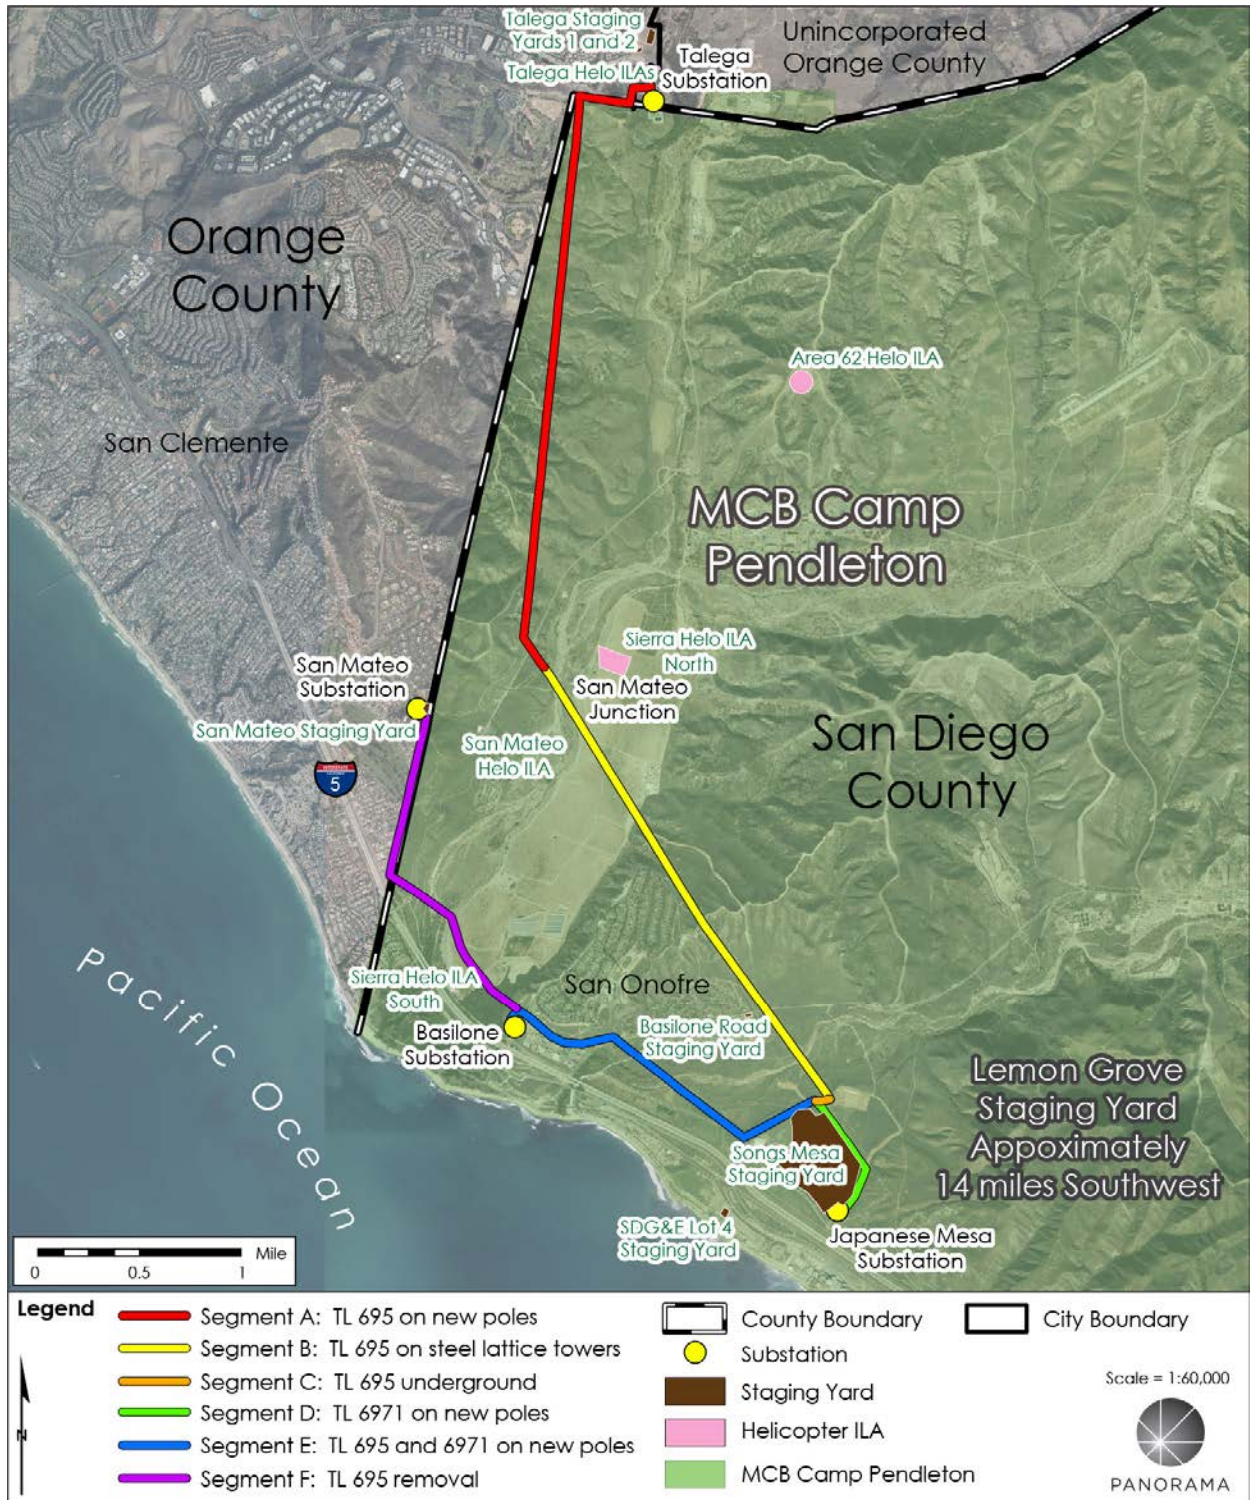 Talega Staging
Yards 1 and 2
Talega Helo ILAs
Talega
Substation
Unincorporated
Orange County
Orange
County
Area 62 Helo ILA
San Clemente
MCB Camp
Pendleton
Sierra Helo ILA
North
San Mateo
Junction
San Mateo
Substation
San Mateo Staging Yard
San Mateo
Helo ILA
INTERSTATE
CALIFORNIA
5
San Diego
County
Pacific Ocean
Sierra Helo ILA
South
San Onofre
Basilone
Substation
Basilone Road
Staging Yard
Lemon Grove
Staging Yard
Appoximately
14 miles Southwest
Songs Mesa
Staging Yard
SDG&E Lot 4
Staging Yard
Japanese Mesa
Substation
Mile
0 0.5 1
Legend
N
Segment A: TL 695 on new poles
Segment B: TL 695 on steel lattice towers
Segment C: TL 695 underground
Segment D: TL 6971 on new poles
Segment E: TL 695 and 6971 on new poles
Segment F: TL 695 removal
County Boundary
City Boundary
Substation
Staging Yard
Helicopter ILA
MCB Camp Pendleton
Scale = 1:60,000
PANORAMA